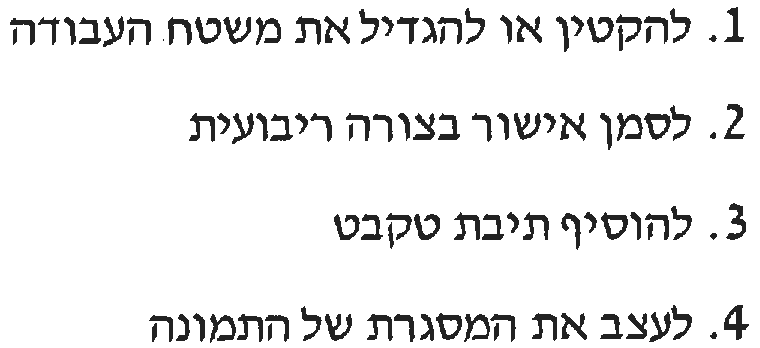 1. להקטין או להגדיל את משטח העבודה
2. לסמן אישור בצורה ריבועית
3. להוסיף תיבת טקבט
4. לעצב את המסגרת של התמונה